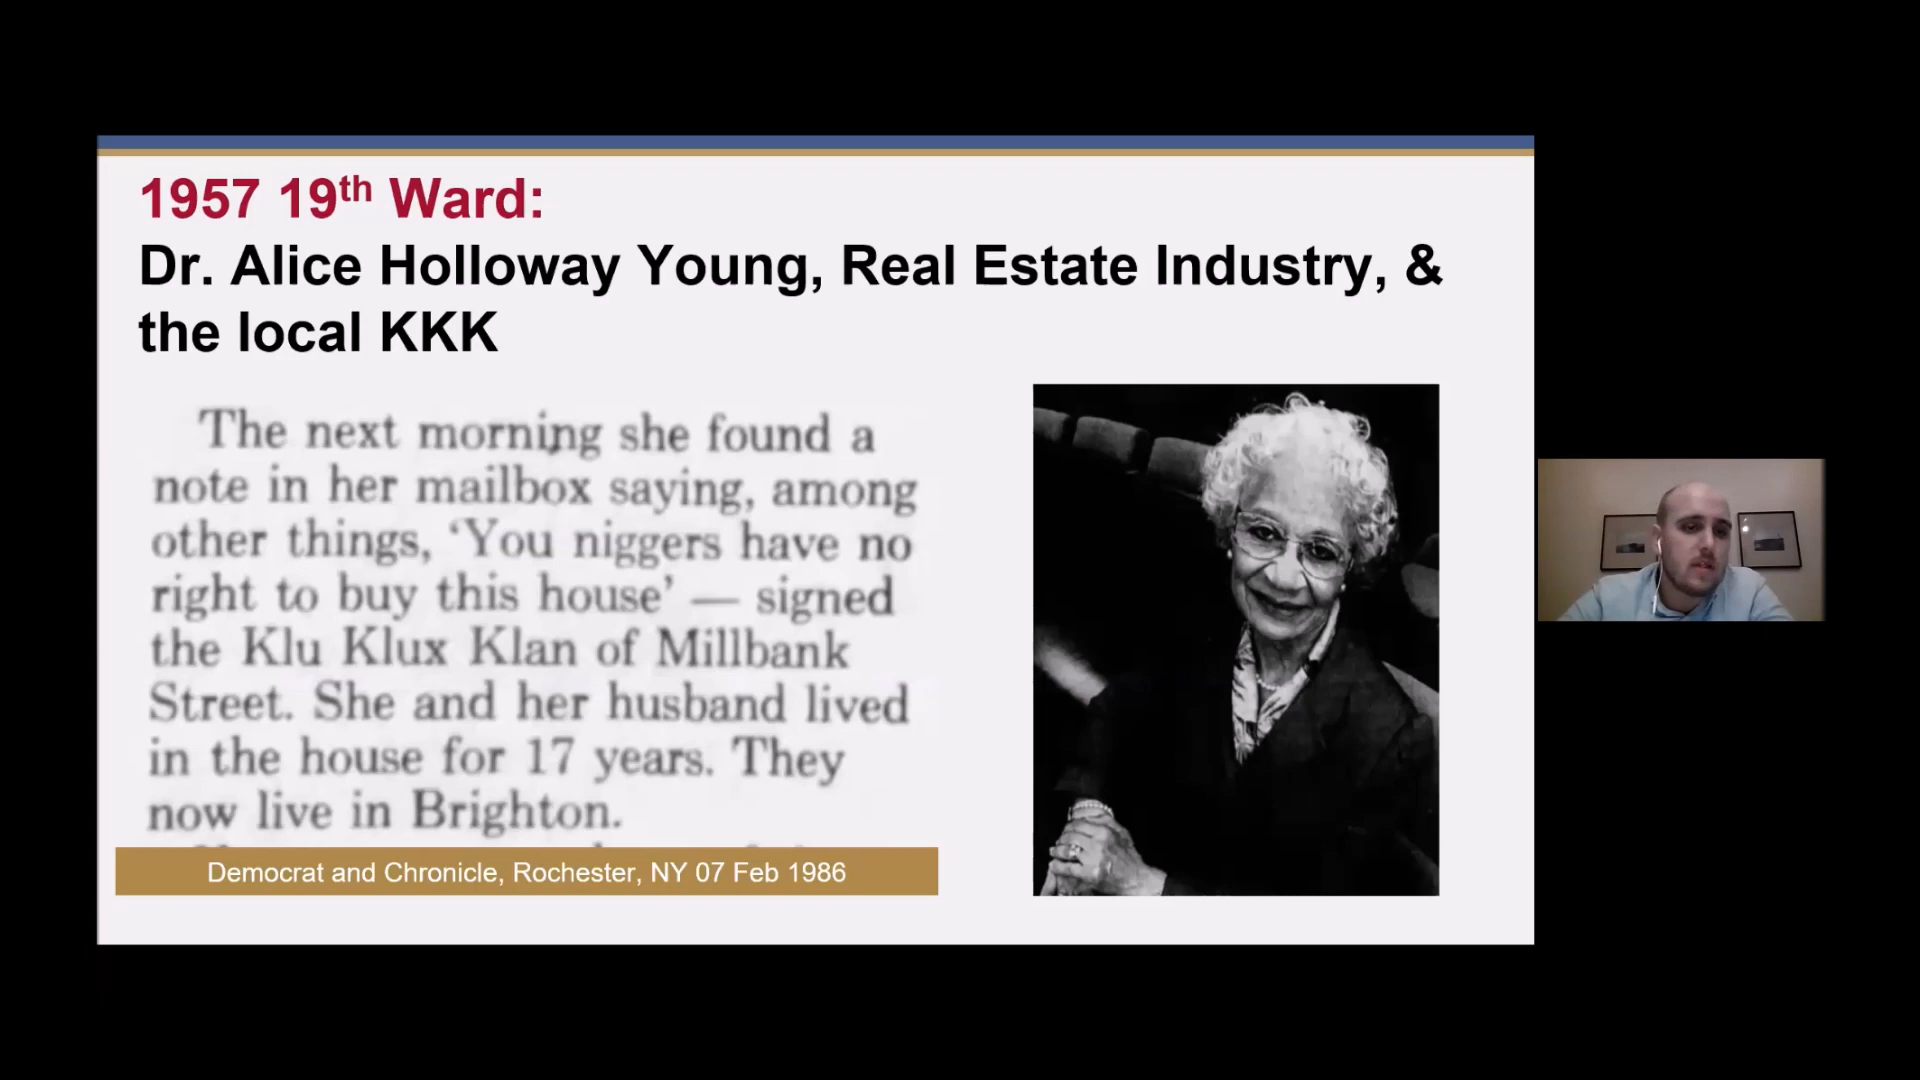 1957 19th Ward:
Dr. Alice Holloway Young, Real Estate Industry, &
the local KKK
The next morning she found a
note in her mailbox saying, among
other things, ‘You niggers have no
right to buy this house’ — signed
the Klu Klux Klan of Millbank
Street. She and her husband lived
in the house for 17 years. They
now live in Brighton.
Democrat and Chronicle, Rochester, NY 07 Feb 1986